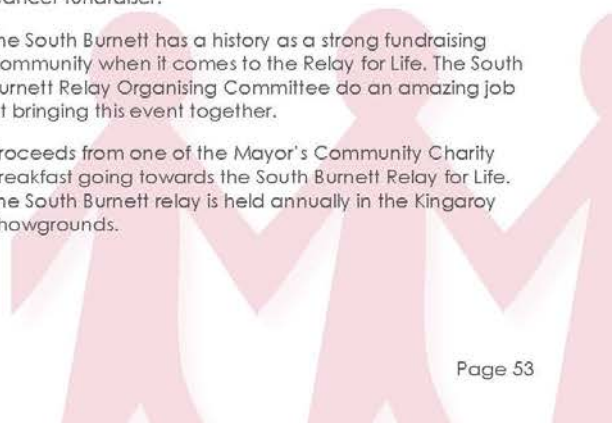 fundraiser.
he South Burnett has a history as a strong fundraising
ommunity when it comes to the Relay for Life. The South
urnett Relay Organising Committee do an amazing job
t bringing this event together.
roceeds from one of the Mayor's Community Charity
reakfast going towards the South Burnett Relay for Life.
he South Burnett relay is held annually in the Kingaroy
howgrounds.
Page 53